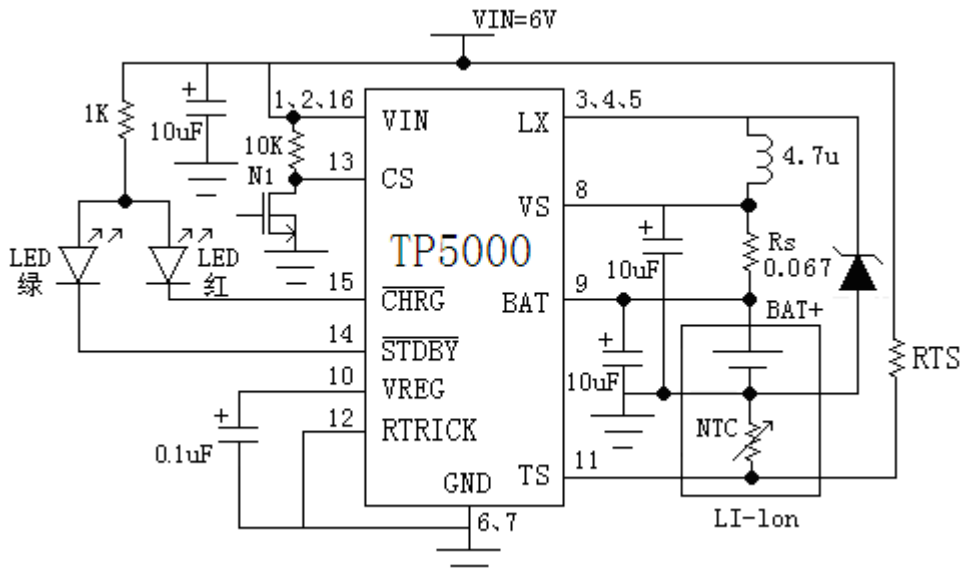 VIN=6V
1K
10uF
1、2、16
VIN
3、4、5
LX
10K
13
CS
4.7u
N1
8
VS
TP5000
LED
绿
LED
红
10uF
Rs
0.067
15
CHRG
9
BAT
BAT+
14
STDBY
10uF
RTS
10
VREG
12
RTRICK
0.1uF
NTC
11
TS
GND
6、7
LI-lon